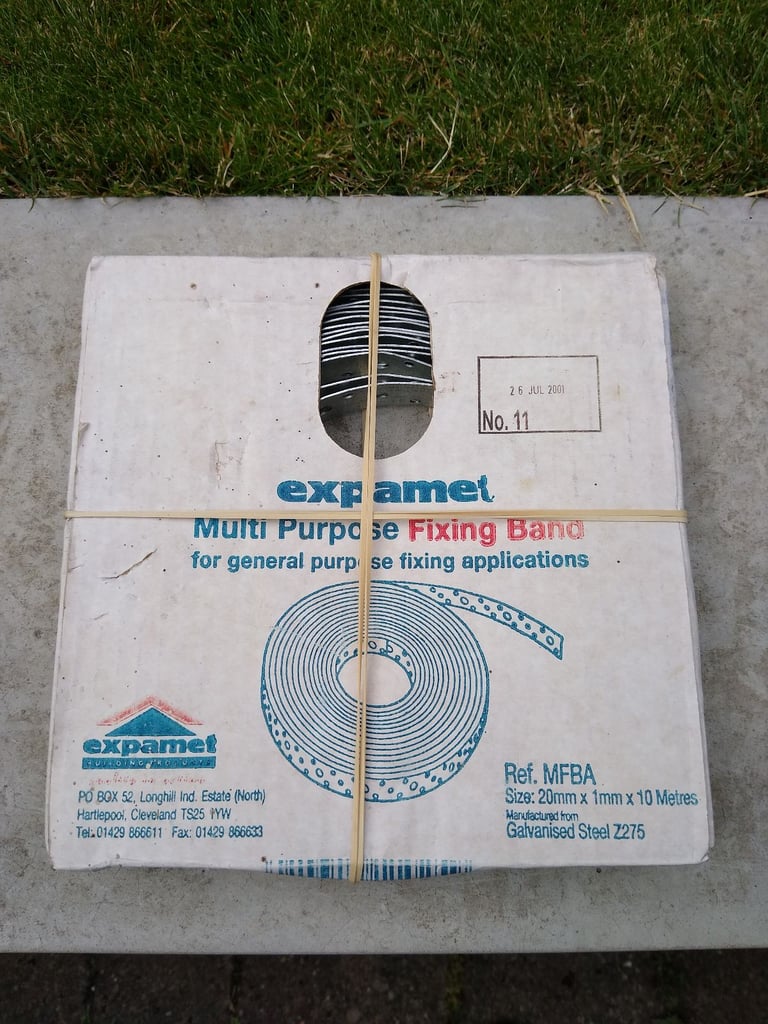 26 JUL 2001
No. 11
expamet
Multi Purpose Fixing Band
for general purpose fixing applications
expamet
BUILDING PRODUCTS
PO BOX 52, Longhill Ind. Estate (North)
Hartlepool, Cleveland TS25 1YW
Tel: 01429 866611 Fax: 01429 866633
Ref. MFBA
Size: 20mm x 1mm x 10 Metres
Manufactured from
Galvanised Steel Z275